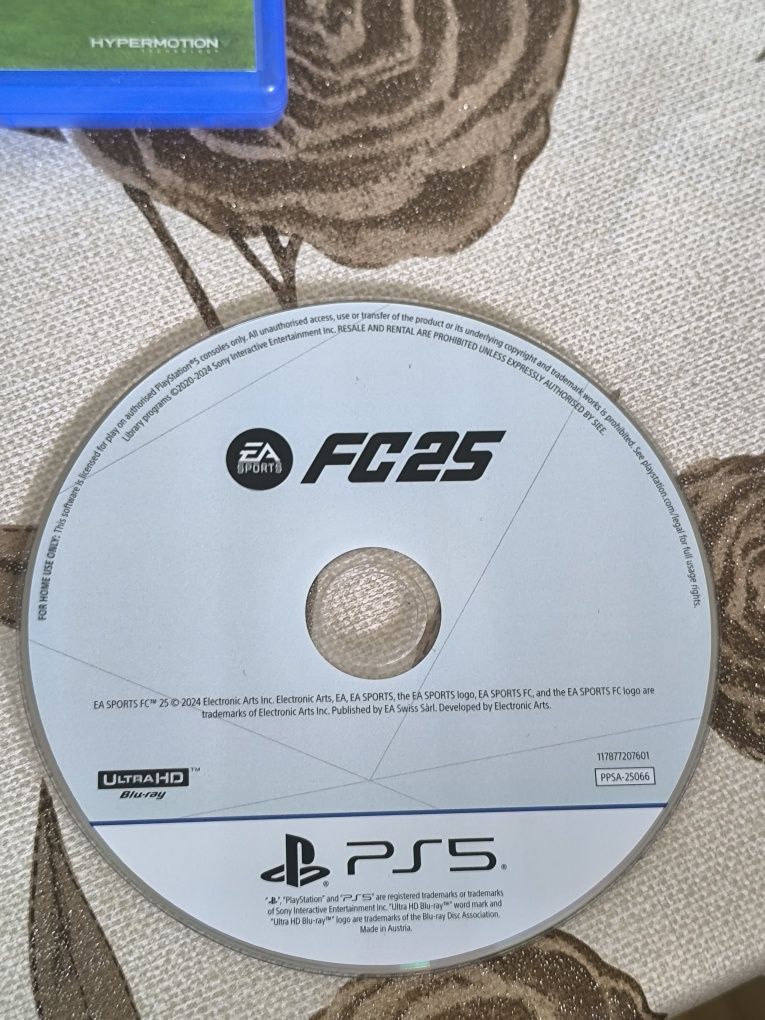 HYPERMOTION
TECHNOLOGY
FOR HOME USE ONLY: This software is licensed for play on authorised PlayStation®5 consoles only. All unauthorised access, use or transfer of the product or its underlying copyright and trademark works is prohibited. See playstation.com/legal for full usage rights.
Library programs ©2020-2024 Sony Interactive Entertainment Inc. RESALE AND RENTAL ARE PROHIBITED UNLESS EXPRESSLY AUTHORISED BY SIEE.
EA SPORTS FC 25
EA SPORTS FC™ 25 © 2024 Electronic Arts Inc. Electronic Arts, EA, EA SPORTS, the EA SPORTS logo, EA SPORTS FC, and the EA SPORTS FC logo are
trademarks of Electronic Arts Inc. Published by EA Swiss Sàrl. Developed by Electronic Arts.
117877207601
ULTRA HD™
Blu-ray
PPSA-25066
PS5®
"PS", "PlayStation" and "PS5" are registered trademarks or trademarks
of Sony Interactive Entertainment Inc. "Ultra HD Blu-ray™" word mark and
"Ultra HD Blu-ray™" logo are trademarks of the Blu-ray Disc Association.
Made in Austria.